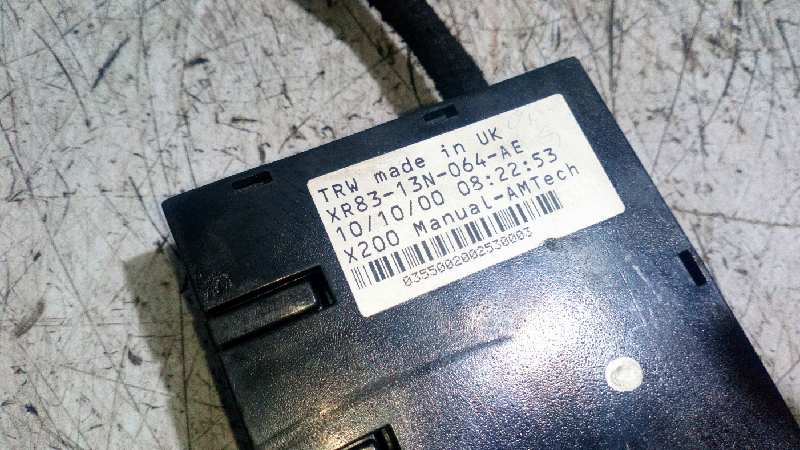 TRW made in UK
XR83-13N-064-AE
10/10/00 08:22:53
X200 Manual-AMTech
0355002002530003